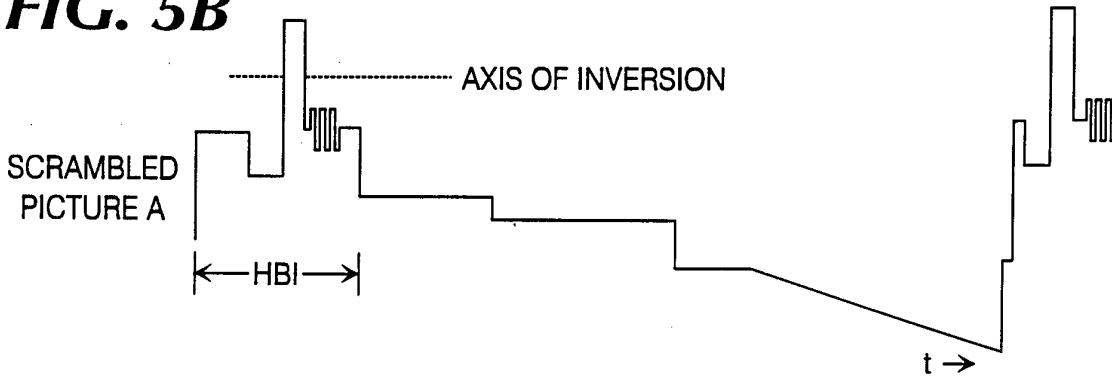 FIG. 5B
AXIS OF INVERSION
SCRAMBLED
PICTURE A
HBI
t →